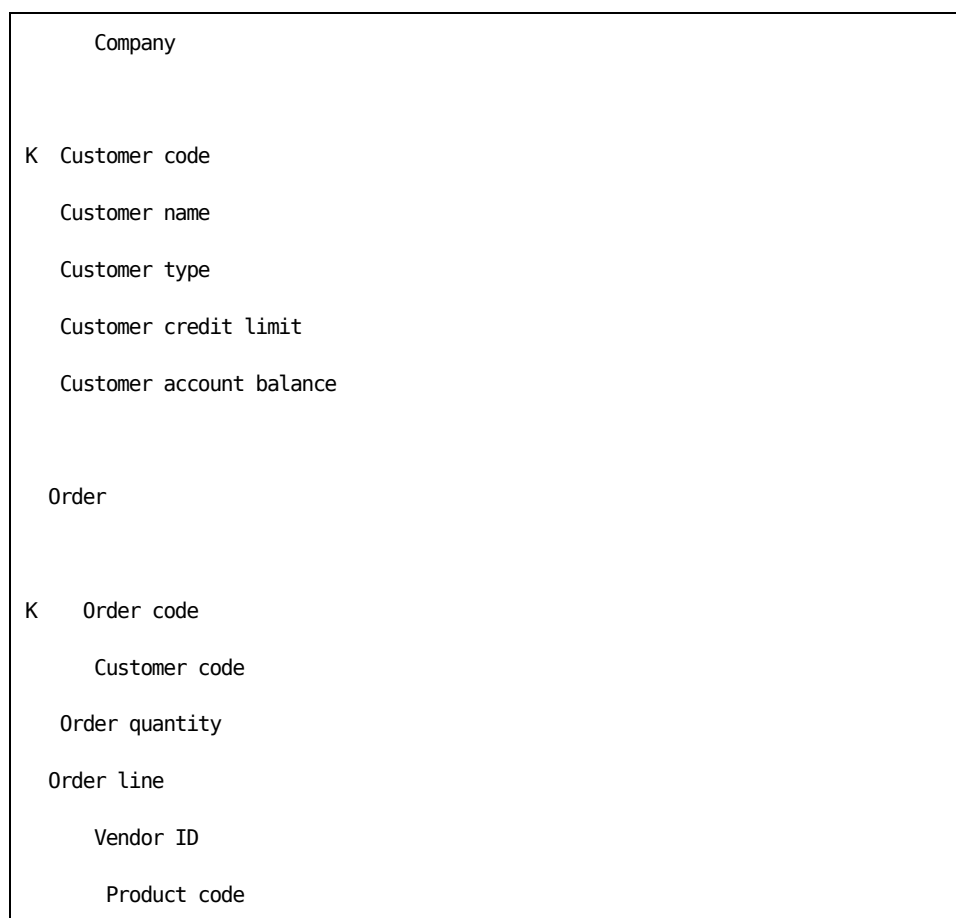 Company
K Customer code
Customer name
Customer type
Customer credit limit
Customer account balance
Order
K Order code
Customer code
Order quantity
Order line
Vendor ID
Product code